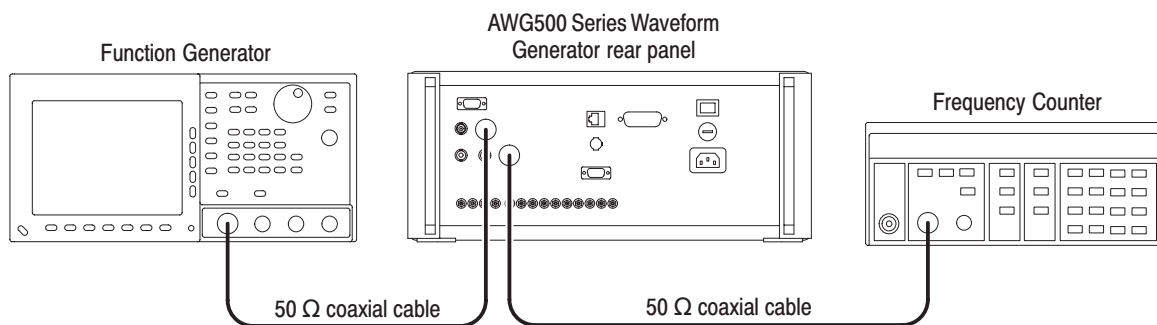 AWG500 Series Waveform
Generator rear panel
Function Generator
Frequency Counter
50 Ω coaxial cable
50 Ω coaxial cable